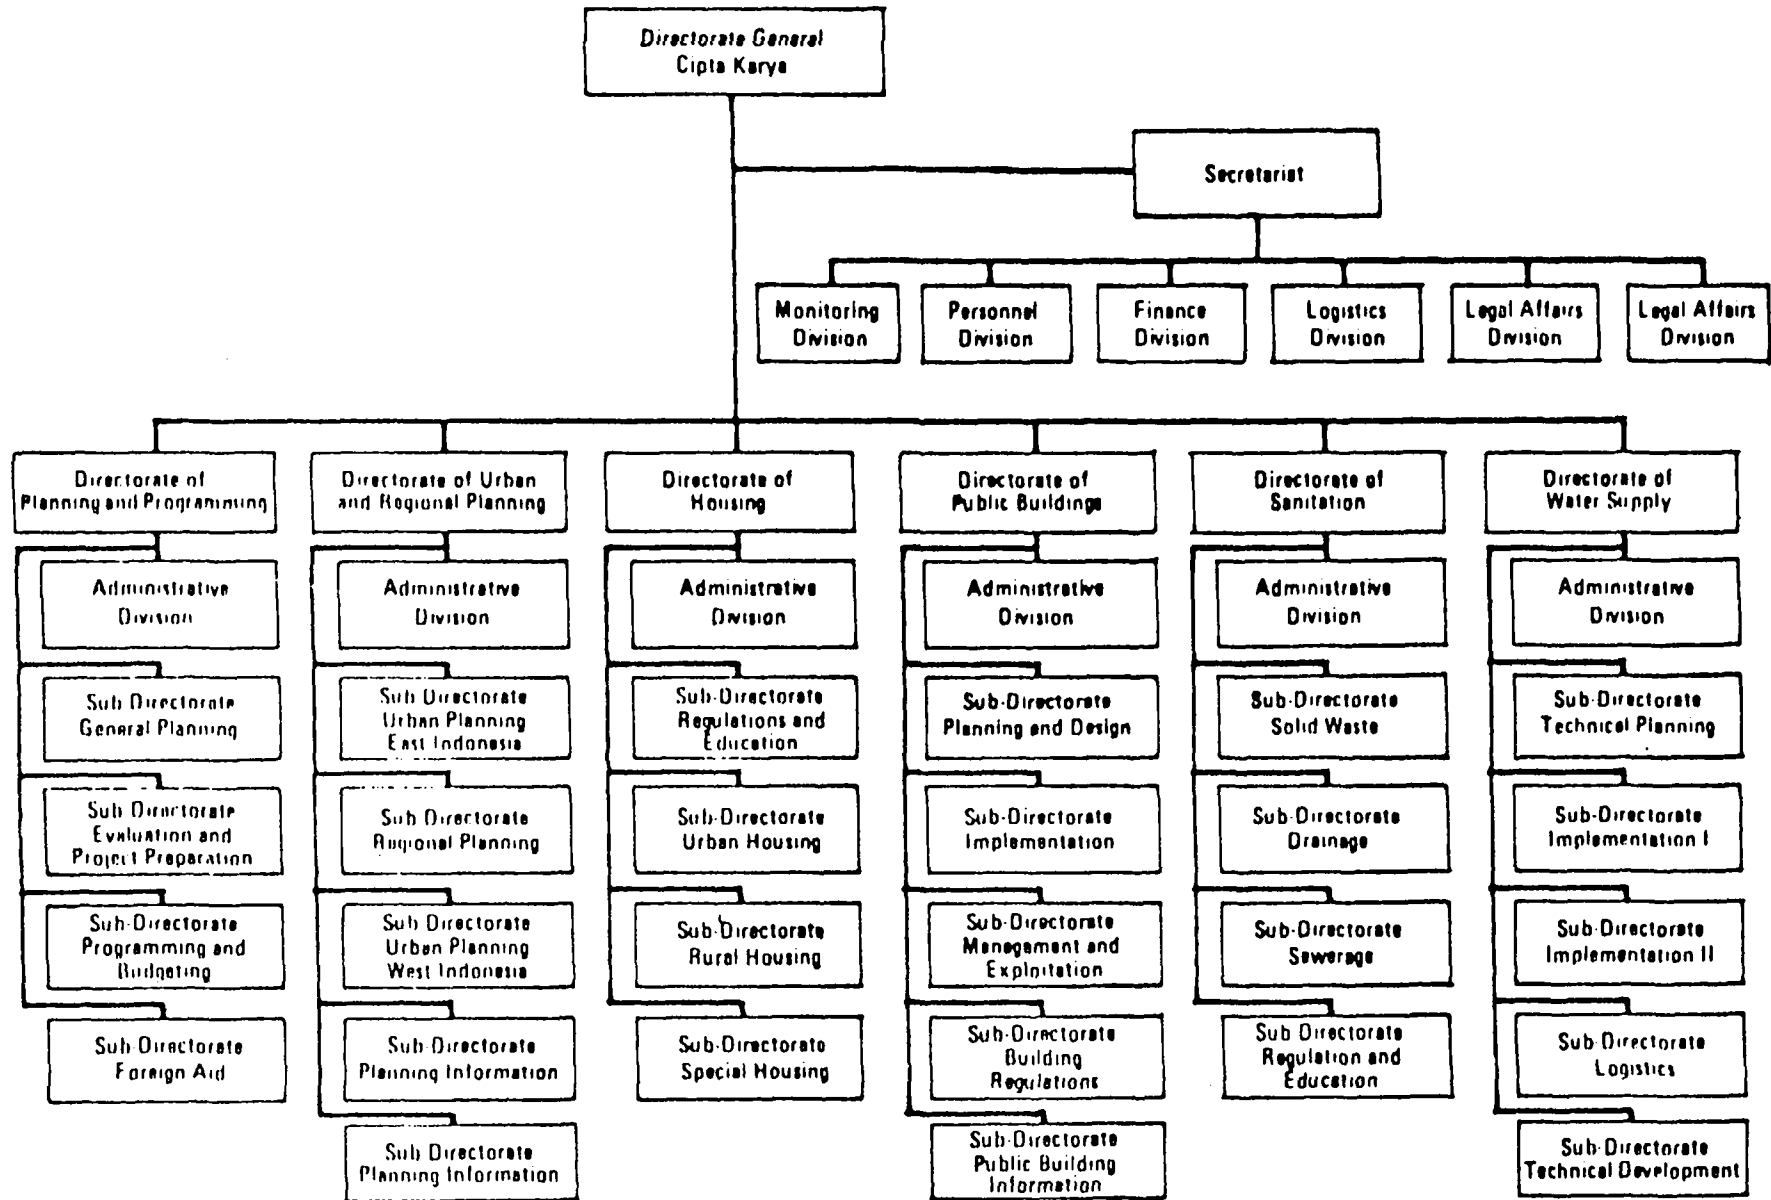 Directorate General
Cipta Karya
Secretariat
Monitoring
Division
Personnel
Division
Finance
Division
Logistics
Division
Legal Affairs
Division
Legal Affairs
Division
Directorate of
Planning and Programming
Directorate of Urban
and Regional Planning
Directorate of
Housing
Directorate of
Public Buildings
Directorate of
Sanitation
Directorate of
Water Supply
Administrative
Division
Sub Directorate
General Planning
Sub Directorate
Evaluation and
Project Preparation
Sub-Directorate
Programming and
Budgeting
Sub-Directorate
Foreign Aid
Administrative
Division
Sub Directorate
Urban Planning
East Indonesia
Sub Directorate
Regional Planning
Sub Directorate
Urban Planning
West Indonesia
Sub-Directorate
Planning Information
Sub Directorate
Planning Information
Administrative
Division
Sub-Directorate
Regulations and
Education
Sub-Directorate
Urban Housing
Sub-Directorate
Rural Housing
Sub-Directorate
Special Housing
Administrative
Division
Sub-Directorate
Planning and Design
Sub-Directorate
Implementation
Sub-Directorate
Management and
Exploitation
Sub-Directorate
Building
Regulations
Sub-Directorate
Public Building
Information
Administrative
Division
Sub-Directorate
Solid Waste
Sub-Directorate
Drainage
Sub-Directorate
Sewerage
Sub Directorate
Regulation and
Education
Administrative
Division
Sub-Directorate
Technical Planning
Sub-Directorate
Implementation I
Sub-Directorate
Implementation II
Sub-Directorate
Logistics
Sub-Directorate
Technical Development